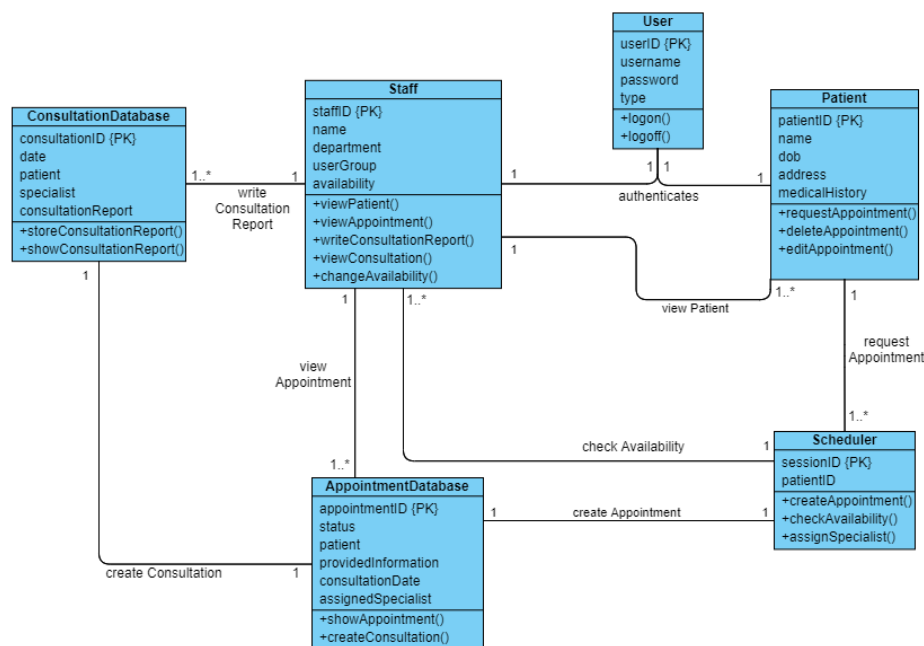 User
userID {PK}
username
password
type
+logon()
+logoff()
Staff
staffID {PK}
name
department
userGroup
availability
+viewPatient()
+viewAppointment()
+writeConsultationReport()
+viewConsultation()
+changeAvailability()
ConsultationDatabase
consultationID {PK}
date
patient
specialist
consultationReport
+storeConsultationReport()
+showConsultationReport()
Patient
patientID {PK}
name
dob
address
medicalHistory
+requestAppointment()
+deleteAppointment()
+editAppointment()
1..*
write
Consultation
Report
1
1
1
1
authenticates
1
1
view Patient
1..*
1
request
Appointment
1..*
1
view
Appointment
1..*
1..*
check Availability
1
Scheduler
sessionID {PK}
patientID
+createAppointment()
+checkAvailability()
+assignSpecialist()
AppointmentDatabase
appointmentID {PK}
status
patient
providedInformation
consultationDate
assignedSpecialist
+showAppointment()
+createConsultation()
1
create Appointment
1
1
create Consultation
1